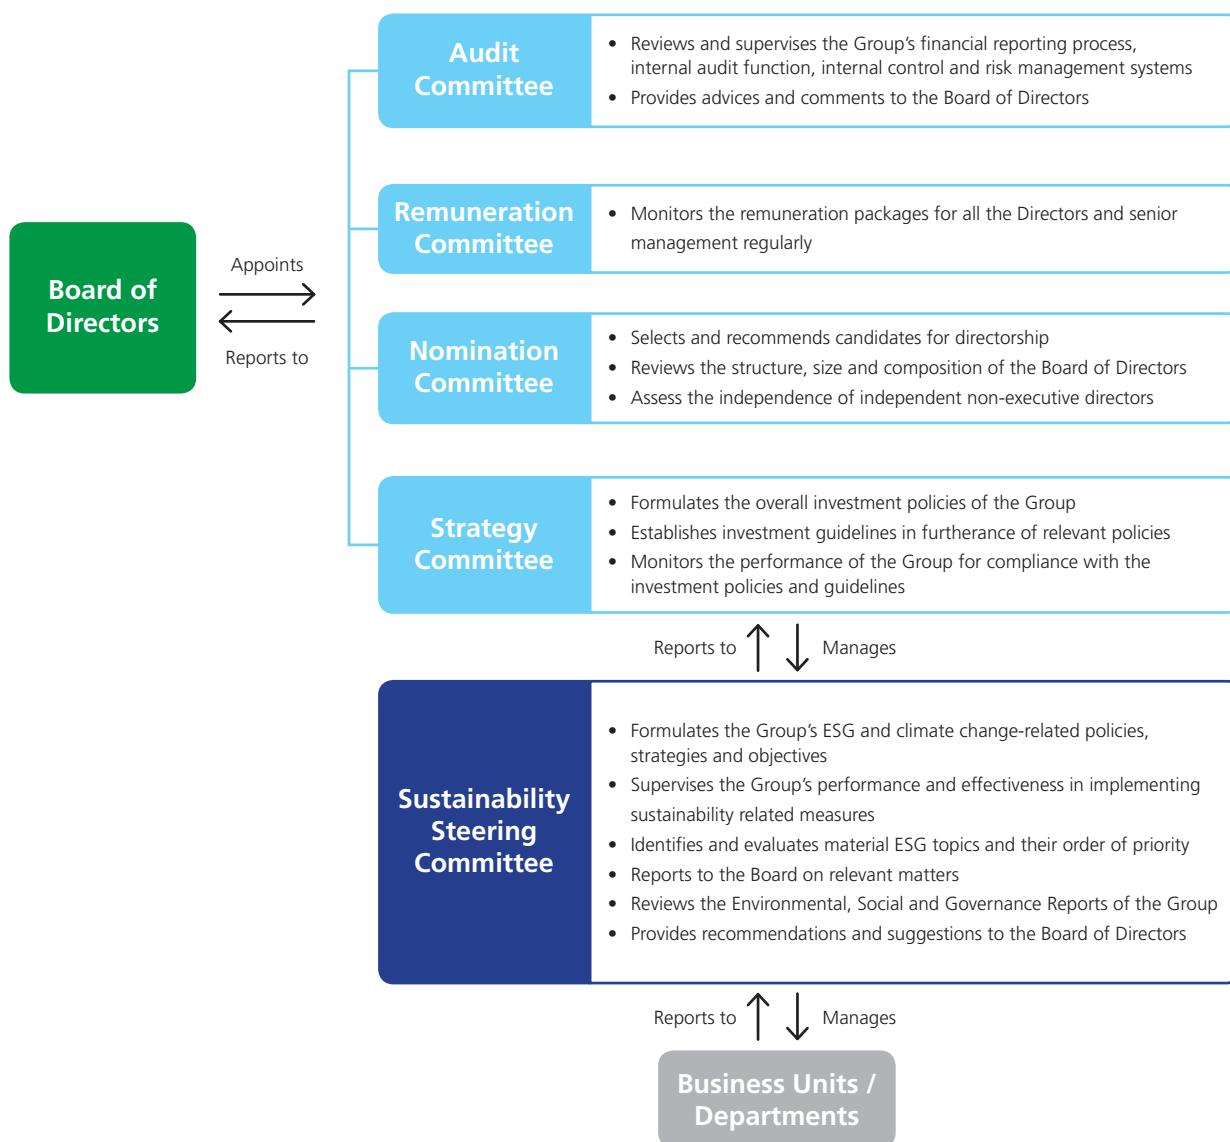 Board of
Directors
Appoints
Reports to
Audit
Committee
• Reviews and supervises the Group’s financial reporting process,
internal audit function, internal control and risk management systems
• Provides advices and comments to the Board of Directors
Remuneration
Committee
• Monitors the remuneration packages for all the Directors and senior
management regularly
Nomination
Committee
• Selects and recommends candidates for directorship
• Reviews the structure, size and composition of the Board of Directors
• Assess the independence of independent non-executive directors
Strategy
Committee
• Formulates the overall investment policies of the Group
• Establishes investment guidelines in furtherance of relevant policies
• Monitors the performance of the Group for compliance with the
investment policies and guidelines
Reports to
Manages
Sustainability
Steering
Committee
• Formulates the Group’s ESG and climate change-related policies,
strategies and objectives
• Supervises the Group’s performance and effectiveness in implementing
sustainability related measures
• Identifies and evaluates material ESG topics and their order of priority
• Reports to the Board on relevant matters
• Reviews the Environmental, Social and Governance Reports of the Group
• Provides recommendations and suggestions to the Board of Directors
Reports to
Manages
Business Units /
Departments